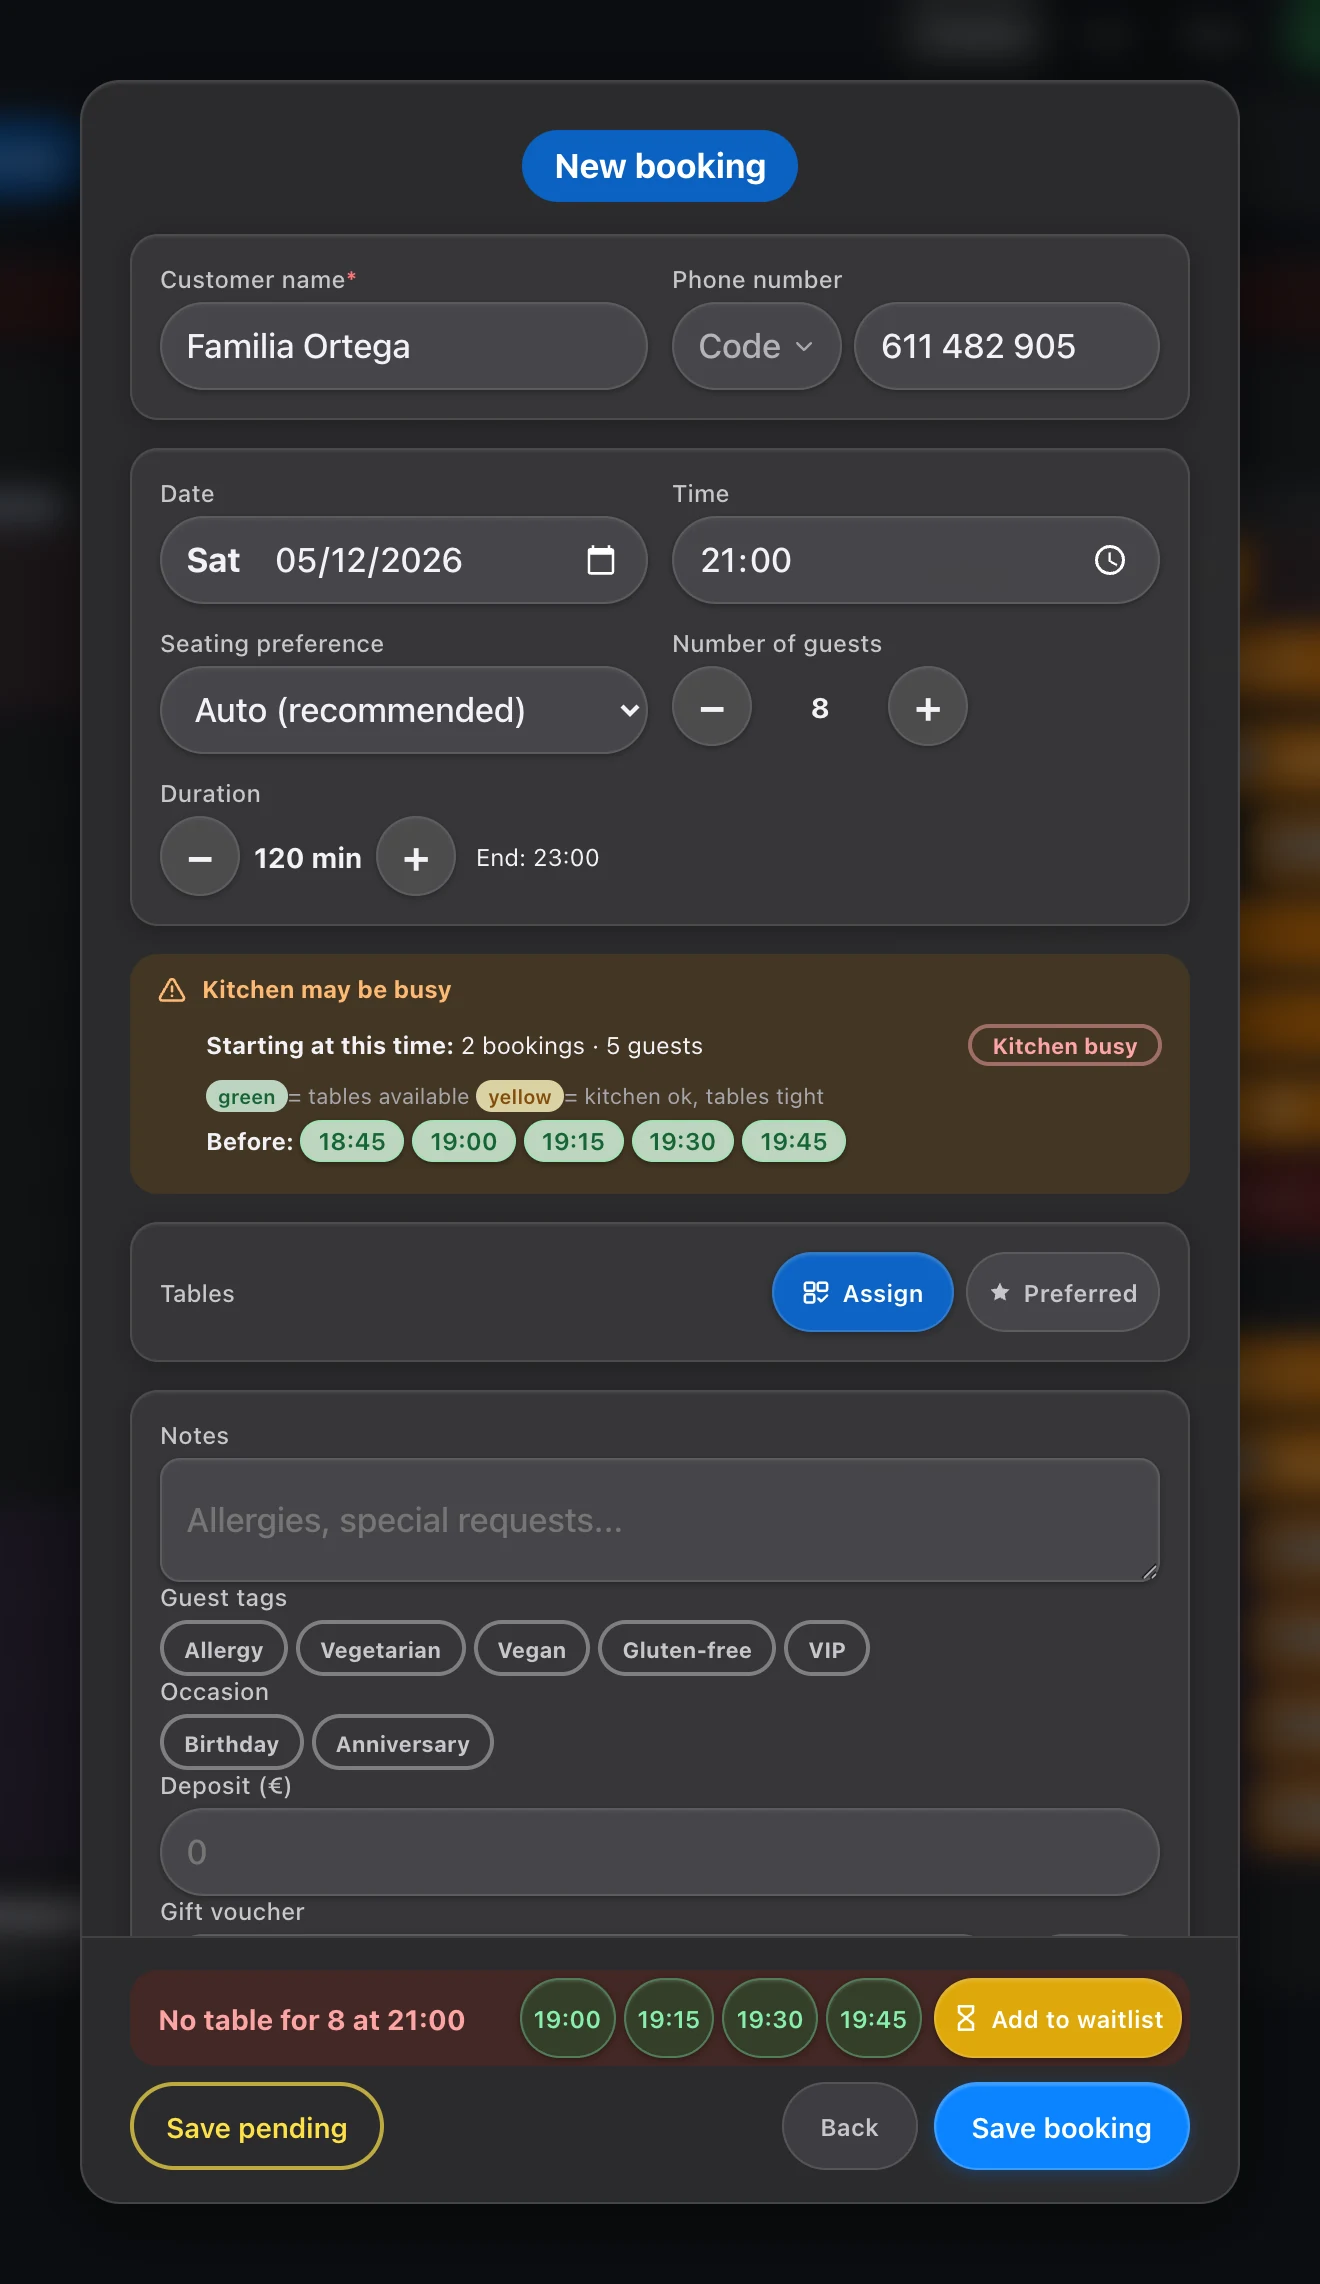 New booking
Customer name*
Phone number
Familia Ortega
Code
611 482 905
Date
Time
Sat 05/12/2026
21:00
Seating preference
Number of guests
Auto (recommended)
− 8 +
Duration
− 120 min + End: 23:00
Kitchen may be busy
Starting at this time: 2 bookings · 5 guests
Kitchen busy
green = tables available yellow = kitchen ok, tables tight
Before: 18:45 19:00 19:15 19:30 19:45
Tables
Assign
Preferred
Notes
Allergies, special requests...
Guest tags
Allergy Vegetarian Vegan Gluten-free VIP
Occasion
Birthday Anniversary
Deposit (€)
0
Gift voucher
No table for 8 at 21:00
19:00 19:15 19:30 19:45
Add to waitlist
Save pending
Back
Save booking